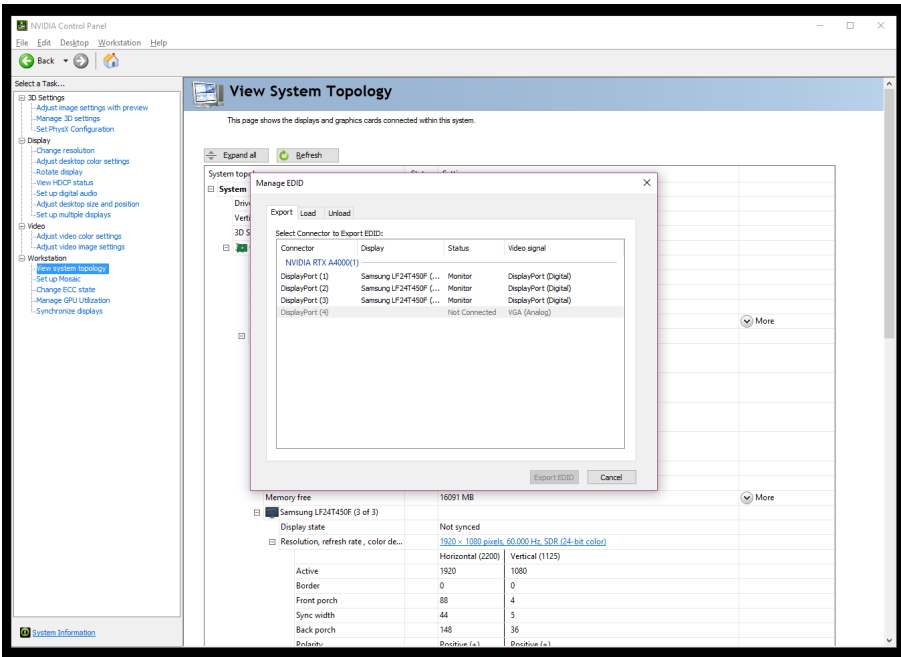 NVIDIA Control Panel
File Edit Desktop Workstation Help
Back
Select a Task...
3D Settings
Adjust image settings with preview
Manage 3D settings
Set PhysX Configuration
Display
Change resolution
Adjust desktop color settings
Rotate display
View HDCP status
Set up digital audio
Adjust desktop size and position
Set up multiple displays
Video
Adjust video color settings
Adjust video image settings
Workstation
View system topology
Set up Mosaic
Change ECC state
Manage GPU Utilization
Synchronize displays
System Information
View System Topology
This page shows the displays and graphics cards connected within this system.
Expand all Refresh
System
Driv
Verti
3D S
Manage EDID
Export Load Unload
Select Connector to Export EDID:
Connector Display Status Video signal
NVIDIA RTX A4000(1)
DisplayPort (1) Samsung LF24T450F (... Monitor DisplayPort (Digital)
DisplayPort (2) Samsung LF24T450F (... Monitor DisplayPort (Digital)
DisplayPort (3) Samsung LF24T450F (... Monitor DisplayPort (Digital)
DisplayPort (4) Not Connected VGA (Analog)
Export EDID Cancel
More
Memory free 16091 MB More
Samsung LF24T450F (3 of 3)
Display state Not synced
Resolution, refresh rate , color de... 1920 × 1080 pixels, 60.000 Hz, SDR (24-bit color)
Horizontal (2200) Vertical (1125)
Active 1920 1080
Border 0 0
Front porch 88 4
Sync width 44 5
Back porch 148 36
Polarity Positive (+) Positive (+)